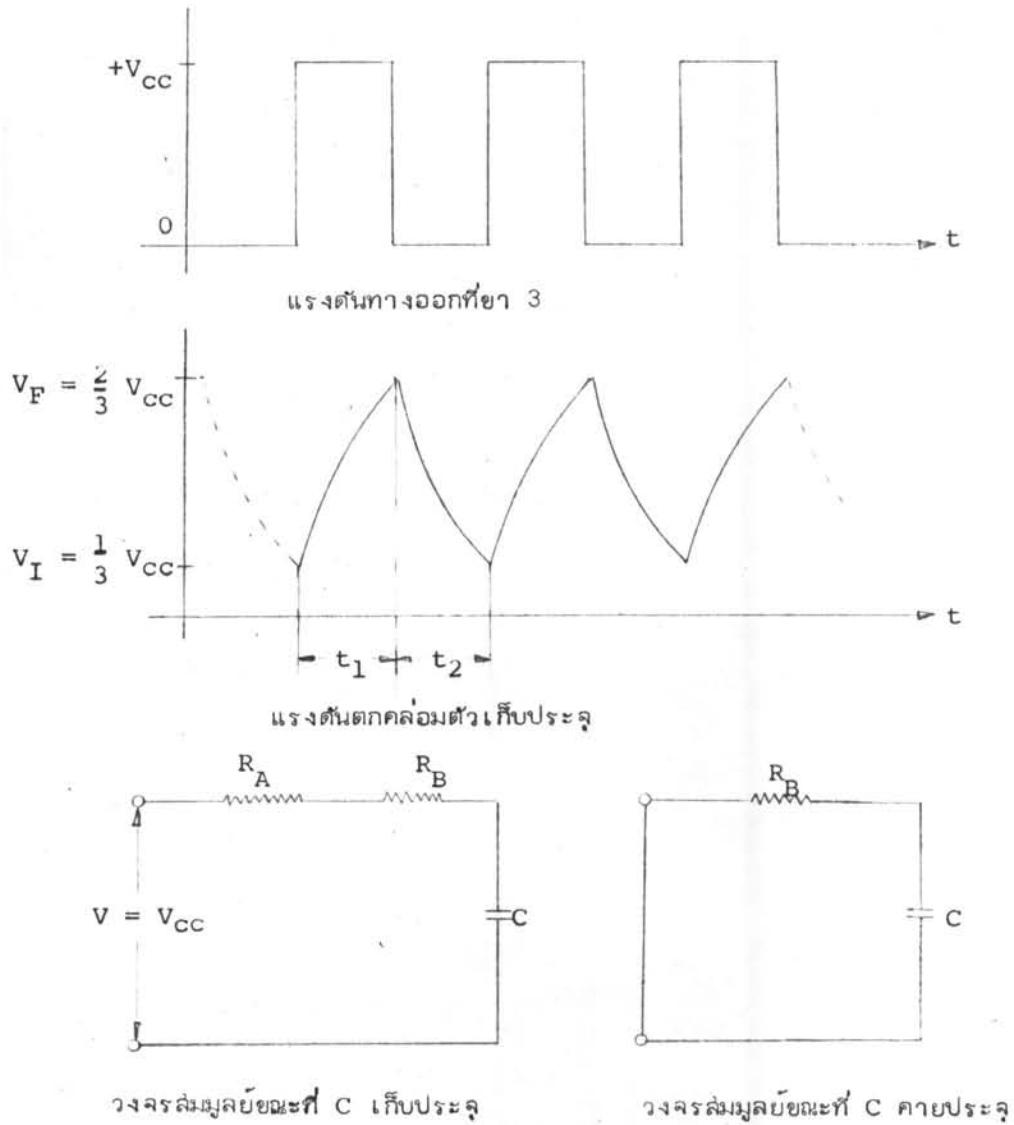 +V_CC
0
t
แรงดันทางออกที่ขา 3
V_F = 2/3 V_CC
V_I = 1/3 V_CC
t
t_1 t_2
แรงดันตกคล่อมตัวเก็บประจุ
R_A R_B
R_B
V = V_CC
C
C
วงจรสมมูลย์ขณะที่ C เก็บประจุ
วงจรสมมูลย์ขณะที่ C คายประจุ